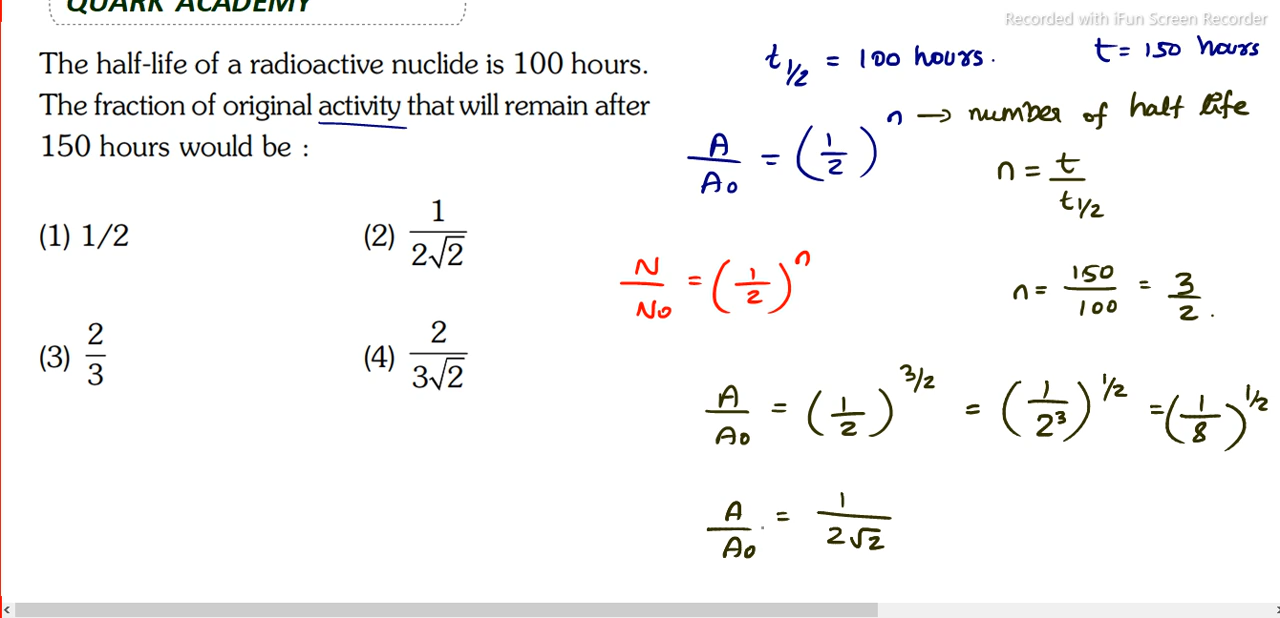 QUARK ACADEMY
Recorded with iFun Screen Recorder
The half-life of a radioactive nuclide is 100 hours.
The fraction of original activity that will remain after
150 hours would be :
(1) 1/2
(2) 1/(2√2)
(3) 2/3
(4) 2/(3√2)
t1/2 = 100 hours.
t = 150 hours
A/A0 = (1/2)^n
n → number of half life
n = t/t1/2
N/N0 = (1/2)^n
n = 150/100 = 3/2.
A/A0 = (1/2)^3/2 = (1/2^3)^1/2 = (1/8)^1/2
A/A0 = 1/(2√2)